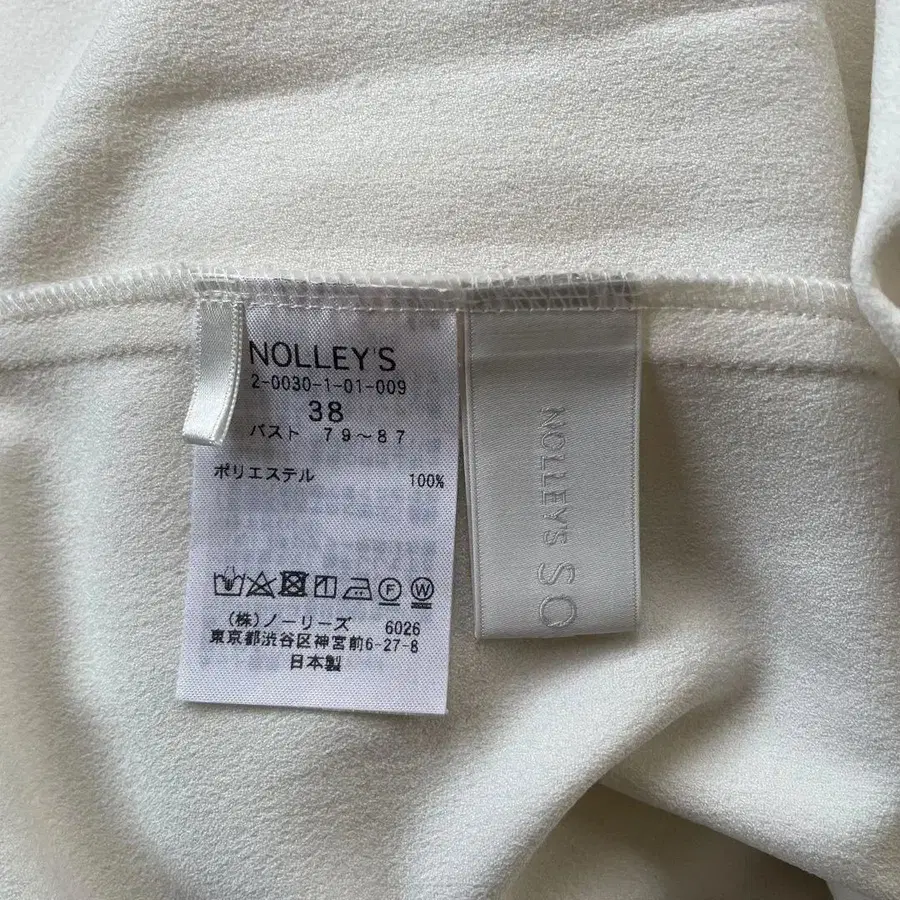 NOLLEY'S
2-0030-1-01-009
38
バスト 79～87
ポリエステル 100%
F W
(株)ノーリーズ 6026
東京都渋谷区神宮前6-27-8
日本製
NOLLEY'S SO